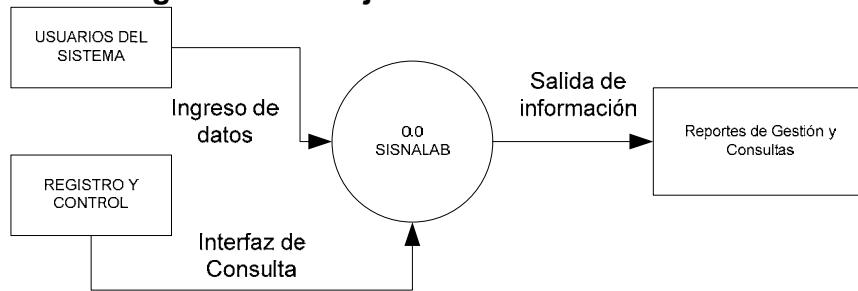 USUARIOS DEL
SISTEMA
Ingreso de
datos
0.0
SISNALAB
Salida de
información
Reportes de Gestión y
Consultas
REGISTRO Y
CONTROL
Interfaz de
Consulta